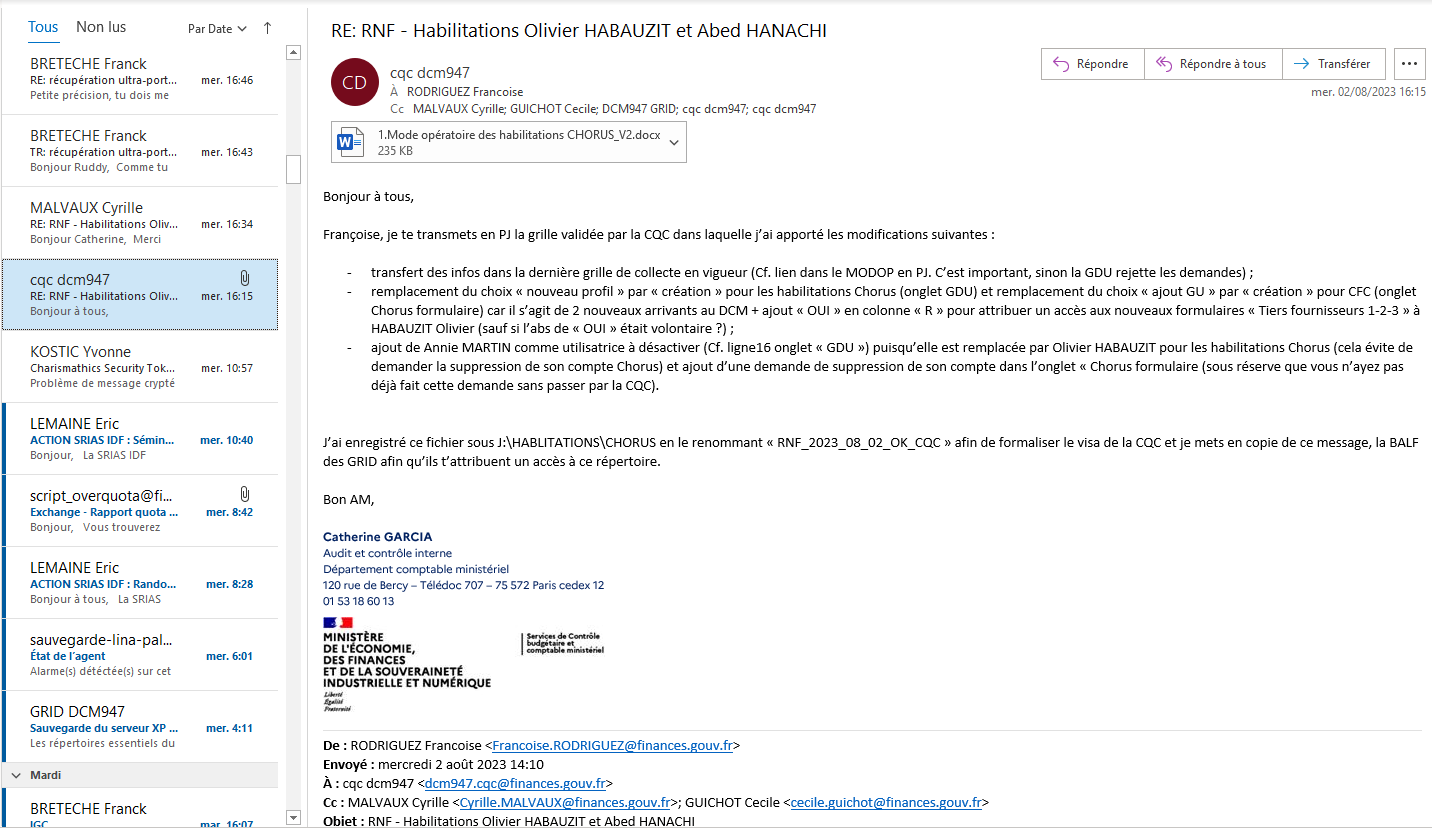 Tous Non lus Par Date
BRETECHE Franck
RE: récupération ultra-port... mer. 16:46
Petite précision, tu dois me
BRETECHE Franck
TR: récupération ultra-port... mer. 16:43
Bonjour Ruddy, Comme tu
MALVAUX Cyrille
RE: RNF - Habilitations Oliv... mer. 16:34
Bonjour Catherine, Merci
cqc dcm947
RE: RNF - Habilitations Oliv... mer. 16:15
Bonjour à tous,
KOSTIC Yvonne
Charismathics Security Tok... mer. 10:57
Problème de message crypté
LEMAINE Eric
ACTION SRIAS IDF : Sémin... mer. 10:40
Bonjour, La SRIAS IDF
script_overquota@fi...
Exchange - Rapport quota ... mer. 8:42
Bonjour, Vous trouverez
LEMAINE Eric
ACTION SRIAS IDF : Rando... mer. 8:28
Bonjour à tous, La SRIAS
sauvegarde-lina-pal...
État de l'agent mer. 6:01
Alarme(s) détéctée(s) sur cet
GRID DCM947
Sauvegarde du serveur XP ... mer. 4:11
Les répertoires essentiels du
Mardi
BRETECHE Franck
IGC mar. 16:07
RE: RNF - Habilitations Olivier HABAUZIT et Abed HANACHI
CD
cqc dcm947
À RODRIGUEZ Francoise
Cc MALVAUX Cyrille; GUICHOT Cecile; DCM947 GRID; cqc dcm947; cqc dcm947
Répondre Répondre à tous Transférer
mer. 02/08/2023 16:15
1.Mode opératoire des habilitations CHORUS_V2.docx
235 KB
Bonjour à tous,
Françoise, je te transmets en PJ la grille validée par la CQC dans laquelle j'ai apporté les modifications suivantes :
- transfert des infos dans la dernière grille de collecte en vigueur (Cf. lien dans le MODOP en PJ. C'est important, sinon la GDU rejette les demandes) ;
- remplacement du choix « nouveau profil » par « création » pour les habilitations Chorus (onglet GDU) et remplacement du choix « ajout GU » par « création » pour CFC (onglet
Chorus formulaire) car il s'agit de 2 nouveaux arrivants au DCM + ajout « OUI » en colonne « R » pour attribuer un accès aux nouveaux formulaires « Tiers fournisseurs 1-2-3 » à
HABAUZIT Olivier (sauf si l'abs de « OUI » était volontaire ?) ;
- ajout de Annie MARTIN comme utilisatrice à désactiver (Cf. ligne16 onglet « GDU ») puisqu'elle est remplacée par Olivier HABAUZIT pour les habilitations Chorus (cela évite de
demander la suppression de son compte Chorus) et ajout d'une demande de suppression de son compte dans l'onglet « Chorus formulaire (sous réserve que vous n'ayez pas
déjà fait cette demande sans passer par la CQC).
J'ai enregistré ce fichier sous J:\HABLITATIONS\CHORUS en le renommant « RNF_2023_08_02_OK_CQC » afin de formaliser le visa de la CQC et je mets en copie de ce message, la BALF
des GRID afin qu'ils t'attribuent un accès à ce répertoire.
Bon AM,
Catherine GARCIA
Audit et contrôle interne
Département comptable ministériel
120 rue de Bercy – Télédoc 707 – 75 572 Paris cedex 12
01 53 18 60 13
MINISTÈRE
DE L'ÉCONOMIE,
DES FINANCES
ET DE LA SOUVERAINETÉ
INDUSTRIELLE ET NUMÉRIQUE
Liberté
Égalité
Fraternité
Services de Contrôle
budgétaire et
comptable ministériel
De : RODRIGUEZ Francoise <Francoise.RODRIGUEZ@finances.gouv.fr>
Envoyé : mercredi 2 août 2023 14:10
À : cqc dcm947 <dcm947.cqc@finances.gouv.fr>
Cc : MALVAUX Cyrille <Cyrille.MALVAUX@finances.gouv.fr>; GUICHOT Cecile <cecile.guichot@finances.gouv.fr>
Objet : RNF - Habilitations Olivier HABAUZIT et Abed HANACHI